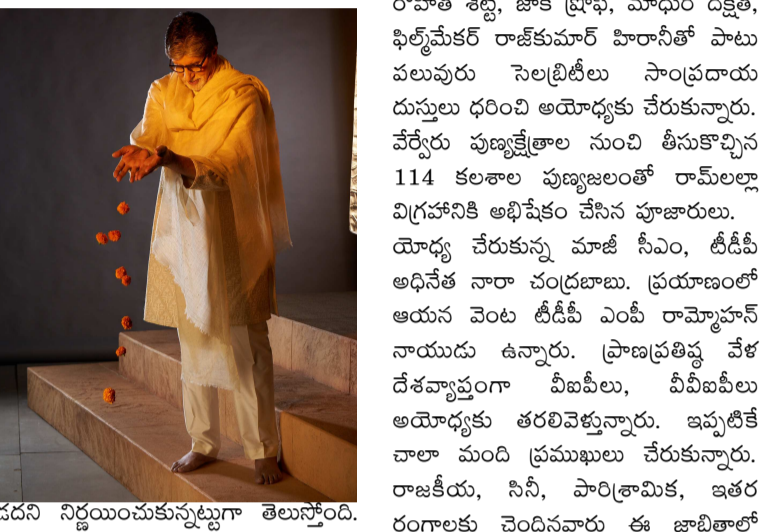 డదని నిర్ణయించుకున్నట్టుగా తెలుస్తోంది.
రోహిత్ శెట్టి, జాకీ ష్రాఫ్, మాధురి దీక్షిత్,
ఫిల్మ్‌మేకర్ రాజ్‌కుమార్ హిరానీతో పాటు
పలువురు సెలబ్రిటీలు సాంప్రదాయ
దుస్తులు ధరించి అయోధ్యకు చేరుకున్నారు.
వేర్వేరు పుణ్యక్షేత్రాల నుంచి తీసుకొచ్చిన
114 కలశాల పుణ్యజలంతో రామ్‌లల్లా
విగ్రహానికి అభిషేకం చేసిన పూజారులు.
యోధ్య చేరుకున్న మాజీ సీఎం, టీడీపీ
అధినేత నారా చంద్రబాబు. ప్రయాణంలో
ఆయన వెంట టీడీపీ ఎంపీ రామ్మోహన్
నాయుడు ఉన్నారు. ప్రాణప్రతిష్ఠ వేళ
దేశవ్యాప్తంగా వీఐపీలు, వీవీఐపీలు
అయోధ్యకు తరలివెళ్తున్నారు. ఇప్పటికే
చాలా మంది ప్రముఖులు చేరుకున్నారు.
రాజకీయ, సినీ, పారిశ్రామిక, ఇతర
రంగాలకు చెందినవారు ఈ జాబితాలో